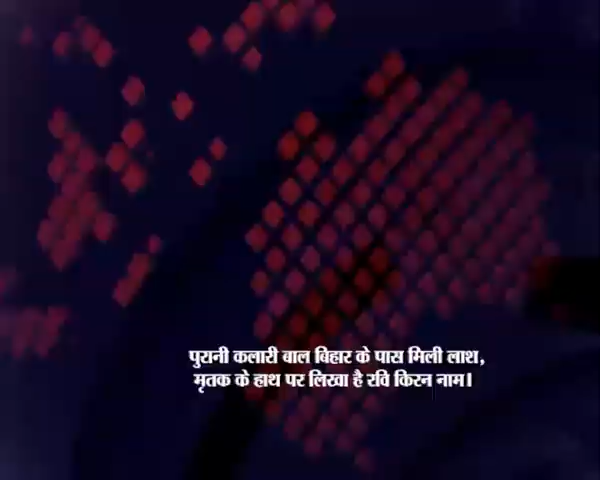 पुरानी कलारी बाल बिहार के पास मिली लाश,
मृतक के हाथ पर लिखा है रवि किरन नाम।